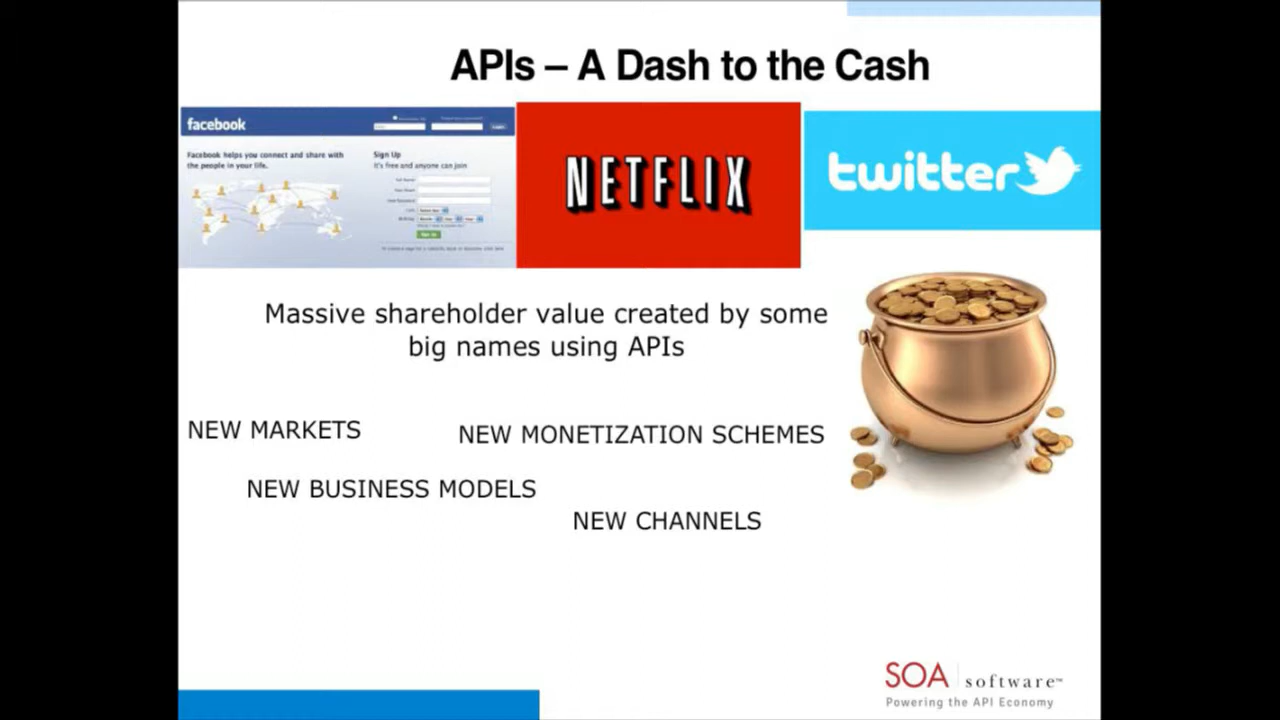 APIs – A Dash to the Cash
facebook
Facebook helps you connect and share with
the people in your life.
Sign Up
It's free and anyone can join
NETFLIX
twitter
Massive shareholder value created by some
big names using APIs
NEW MARKETS
NEW MONETIZATION SCHEMES
NEW BUSINESS MODELS
NEW CHANNELS
SOA software™
Powering the API Economy